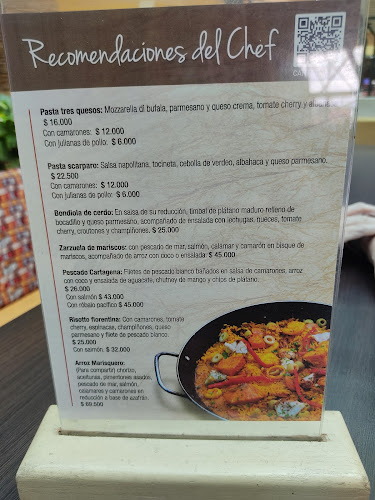 Recomendaciones del Chef
Pasta tres quesos: Mozzarella di bufala, parmesano y queso crema, tomate cherry y
$ 16.000
Con camarones: $ 12.000
Con julianas de pollo: $ 6.000
Pasta scarparo: Salsa napolitana, tocineta, cebolla de verdeo, albahaca y queso parmesano.
$ 22.500
Con camarones: $ 12.000
Con julianas de pollo: $ 6.000
Bondiola de cerdo: En salsa de su reducción, timbal de plátano maduro relleno de
bocadillo y queso parmesano, acompañado de ensalada con lechugas, nueces, tomate
cherry, croutones y champiñones. $ 25.000
Zarzuela de mariscos: con pescado de mar, salmón, calamar y camarón en bisque de
mariscos, acompañado de arroz con coco o ensalada: $ 45.000
Pescado Cartagena: Filetes de pescado blanco bañados en salsa de camarones, arroz
con coco y ensalada de aguacate, chutney de mango y chips de plátano.
$ 26.000
Con salmón $ 43.000
Con róbalo pacífico $ 45.000
Risotto fiorentina: Con camarones, tomate
cherry, espinacas, champiñones, queso
parmesano y filete de pescado blanco.
$ 25.000
Con salmón: $ 32.000
Arroz Marisquero:
(Para compartir) chorizo,
aceitunas, pimentones asados,
pescado de mar, salmón,
calamares y camarones en
reducción a base de azafrán.
$ 69.500